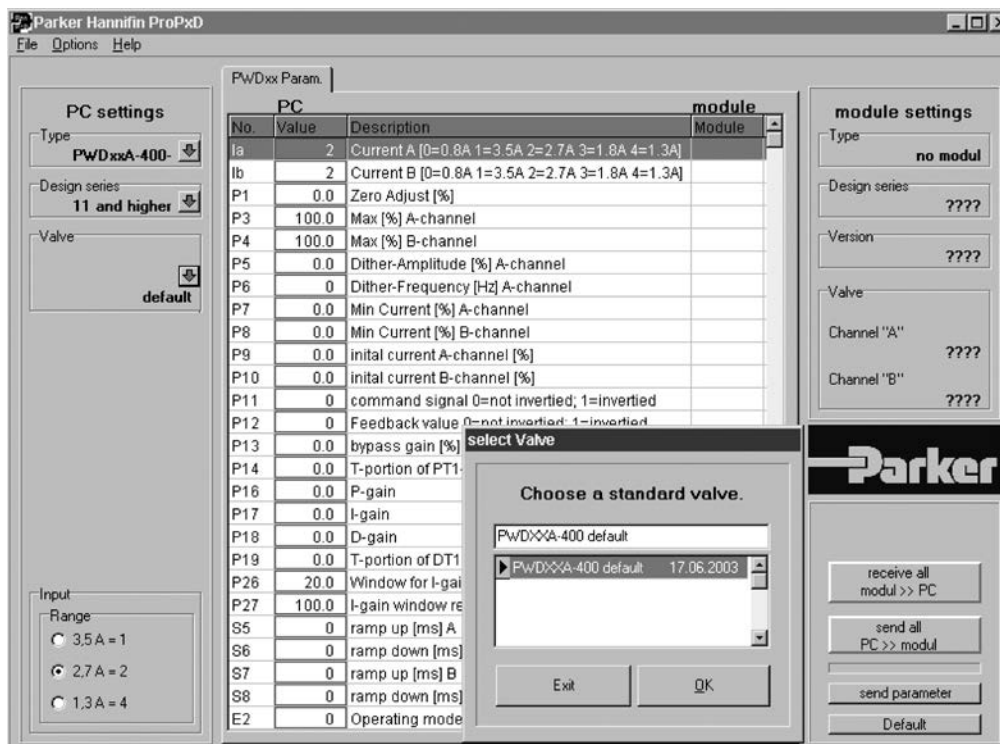 Parker Hannifin ProPxD
File Options Help
PC settings
Type
PWDxxA-400-
Design series
11 and higher
Valve
default
Input
Range
3,5 A = 1
2,7 A = 2
1,3 A = 4
PWDxx Param.
PC module
No. Value Description Module
Ia 2 Current A [0=0.8A 1=3.5A 2=2.7A 3=1.8A 4=1.3A]
Ib 2 Current B [0=0.8A 1=3.5A 2=2.7A 3=1.8A 4=1.3A]
P1 0.0 Zero Adjust [%]
P3 100.0 Max [%] A-channel
P4 100.0 Max [%] B-channel
P5 0.0 Dither-Amplitude [%] A-channel
P6 0 Dither-Frequency [Hz] A-channel
P7 0.0 Min Current [%] A-channel
P8 0.0 Min Current [%] B-channel
P9 0.0 inital current A-channel [%]
P10 0.0 inital current B-channel [%]
P11 0 command signal 0=not invertied; 1=invertied
P12 0 Feedback value 0=not invertied; 1=invertied
P13 0.0 bypass gain [%]
P14 0.0 T-portion of PT1-
P16 0.0 P-gain
P17 0.0 I-gain
P18 0.0 D-gain
P19 0.0 T-portion of DT1
P26 20.0 Window for I-gai
P27 100.0 I-gain window re
S5 0 ramp up [ms] A
S6 0 ramp down [ms]
S7 0 ramp up [ms] B
S8 0 ramp down [ms]
E2 0 Operating mode
select Valve
Choose a standard valve.
PWDXXA-400 default
PWDXXA-400 default 17.06.2003
Exit OK
module settings
Type
no modul
Design series
????
Version
????
Valve
Channel "A"
????
Channel "B"
????
Parker
receive all
modul >> PC
send all
PC >> modul
send parameter
Default